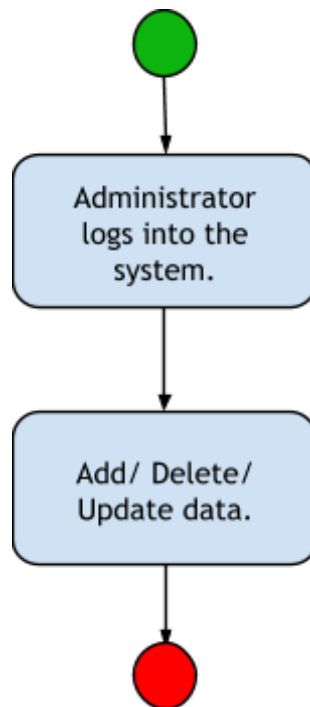 Administrator
logs into the
system.
Add/ Delete/
Update data.